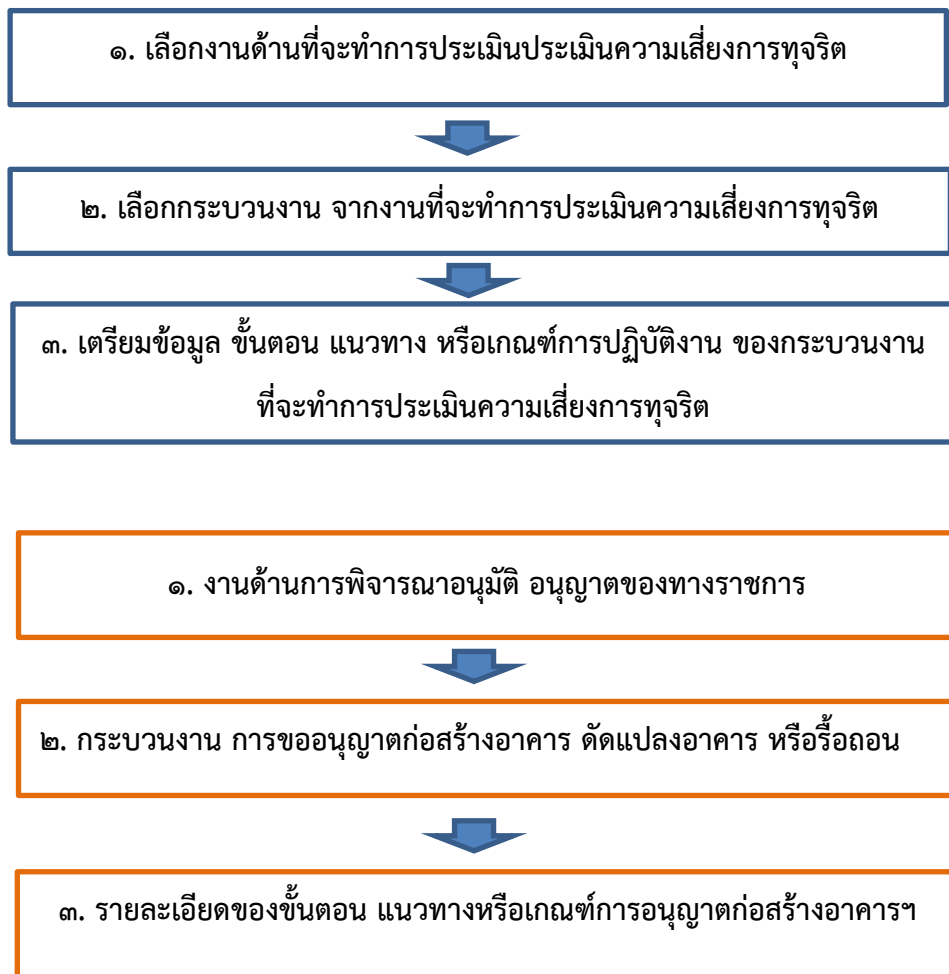 ๑. เลือกงานด้านที่จะทำการประเมินประเมินความเสี่ยงการทุจริต
๒. เลือกกระบวนงาน จากงานที่จะทำการประเมินความเสี่ยงการทุจริต
๓. เตรียมข้อมูล ขั้นตอน แนวทาง หรือเกณฑ์การปฏิบัติงาน ของกระบวนงาน
ที่จะทำการประเมินความเสี่ยงการทุจริต
๑. งานด้านการพิจารณาอนุมัติ อนุญาตของทางราชการ
๒. กระบวนงาน การขออนุญาตก่อสร้างอาคาร ดัดแปลงอาคาร หรือรื้อถอน
๓. รายละเอียดของขั้นตอน แนวทางหรือเกณฑ์การอนุญาตก่อสร้างอาคารฯ